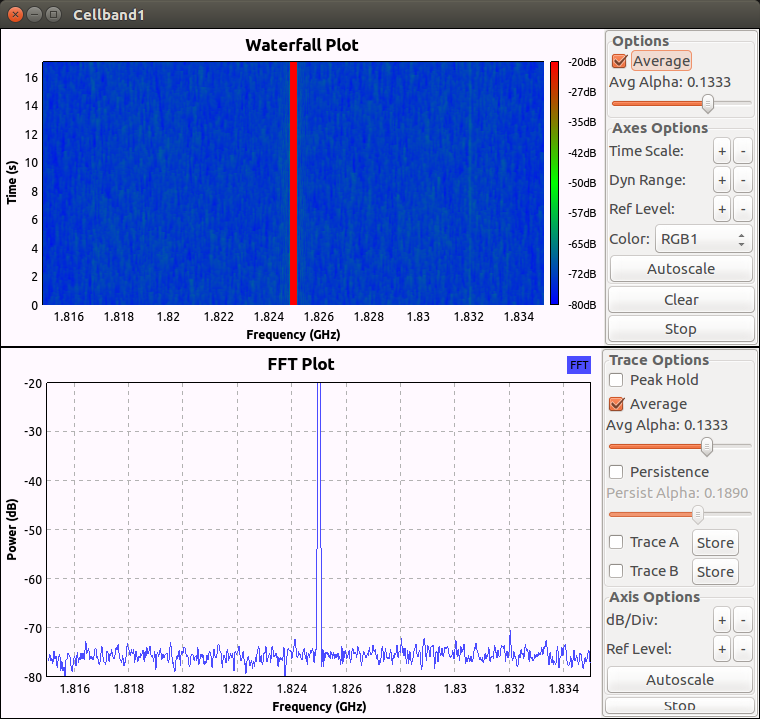 Cellband1
Waterfall Plot
Time (s)
16
14
12
10
8
6
4
2
0
1.816 1.818 1.82 1.822 1.824 1.826 1.828 1.83 1.832 1.834
Frequency (GHz)
-20dB
-27dB
-35dB
-42dB
-50dB
-57dB
-65dB
-72dB
-80dB
Options
Average
Avg Alpha: 0.1333
Axes Options
Time Scale: + -
Dyn Range: + -
Ref Level: + -
Color: RGB1
Autoscale
Clear
Stop
FFT Plot
FFT
Power (dB)
-20
-30
-40
-50
-60
-70
-80
1.816 1.818 1.82 1.822 1.824 1.826 1.828 1.83 1.832 1.834
Frequency (GHz)
Trace Options
Peak Hold
Average
Avg Alpha: 0.1333
Persistence
Persist Alpha: 0.1890
Trace A Store
Trace B Store
Axis Options
dB/Div: + -
Ref Level: + -
Autoscale
Stop